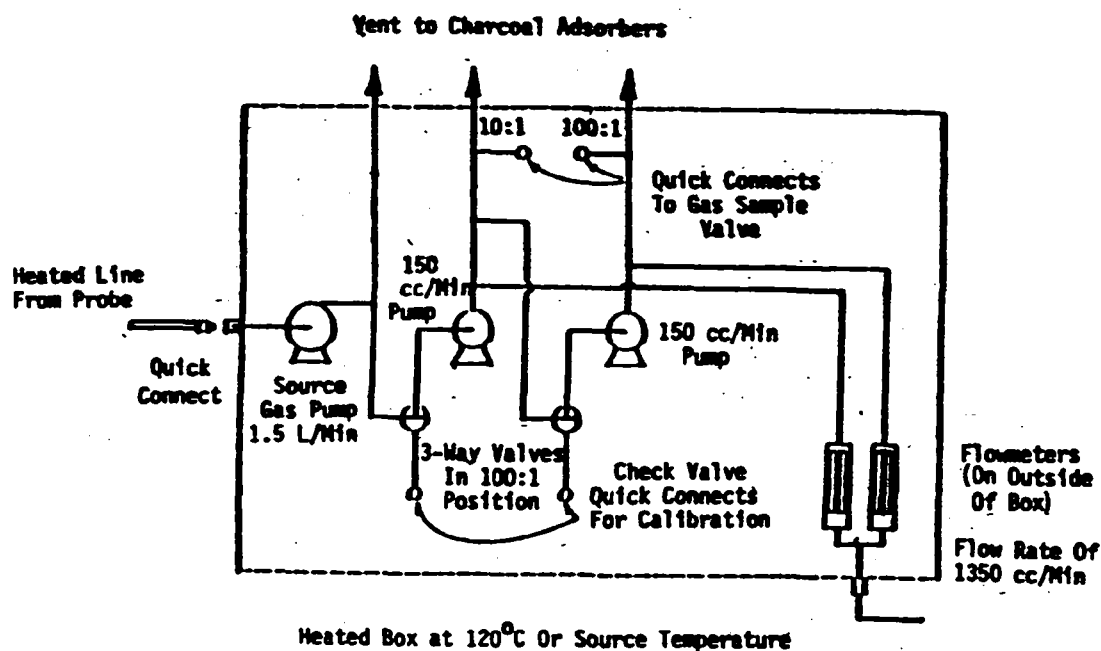 Vent to Charcoal Adsorbers
10:1
100:1
Quick Connects
To Gas Sample
Valve
Heated Line
From Probe
150
cc/Min
Pump
150 cc/Min
Pump
Quick
Connect
Source
Gas Pump
1.5 L/Min
3-Way Valves
In 100:1
Position
Check Valve
Quick Connects
For Calibration
Flowmeters
(On Outside
Of Box)
Flow Rate Of
1350 cc/Min
Heated Box at 120°C Or Source Temperature